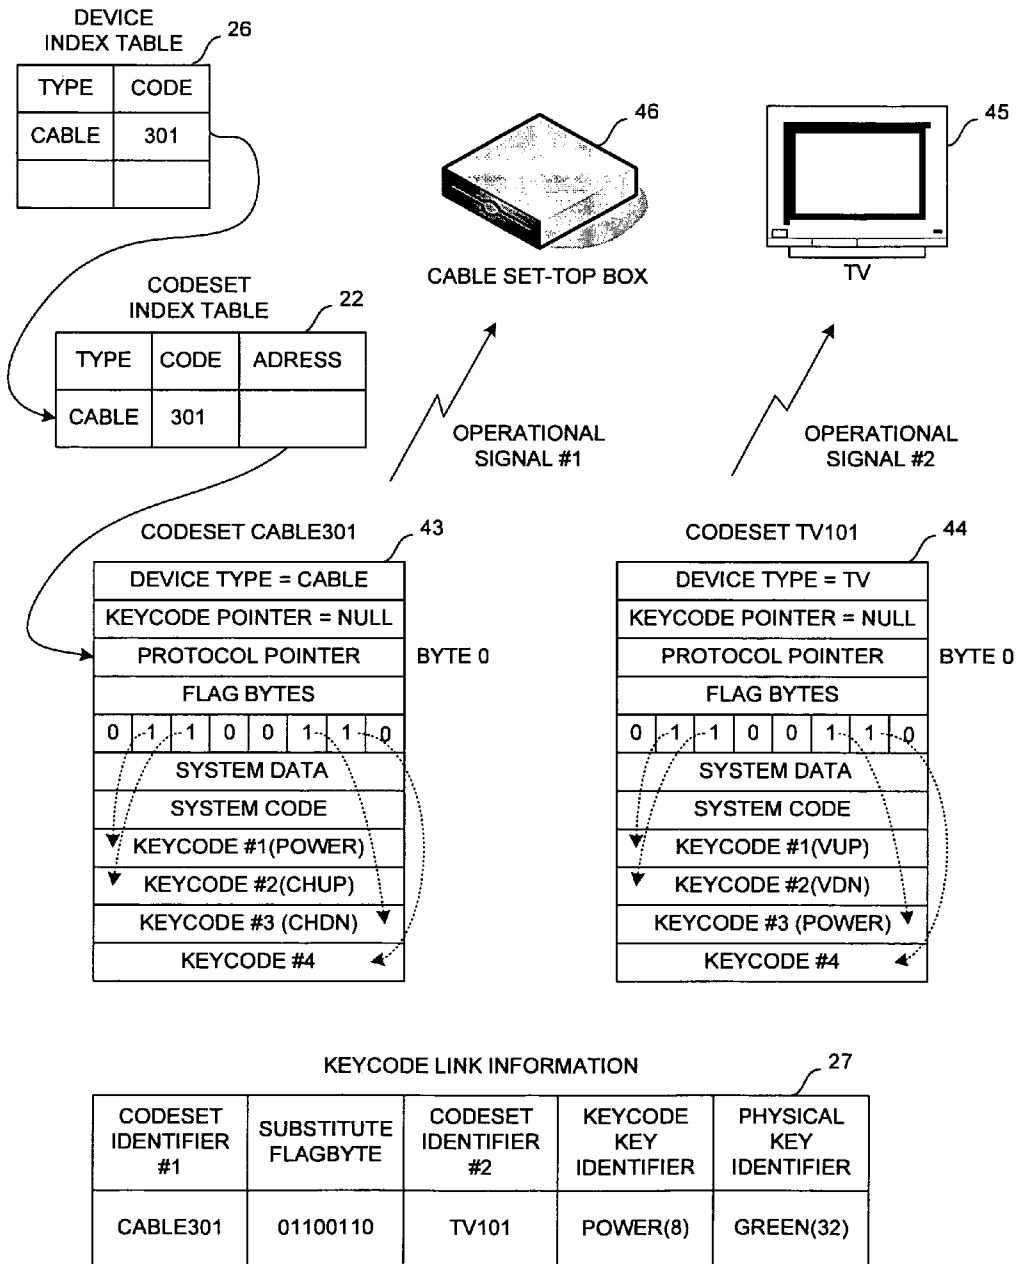 DEVICE
INDEX TABLE
26
TYPE CODE
CABLE 301
46
45
CABLE SET-TOP BOX
TV
CODESET
INDEX TABLE
22
TYPE CODE ADRESS
CABLE 301
OPERATIONAL
SIGNAL #1
OPERATIONAL
SIGNAL #2
CODESET CABLE301
43
DEVICE TYPE = CABLE
KEYCODE POINTER = NULL
PROTOCOL POINTER BYTE 0
FLAG BYTES
0 1 1 0 0 1 1 0
SYSTEM DATA
SYSTEM CODE
KEYCODE #1(POWER)
KEYCODE #2(CHUP)
KEYCODE #3 (CHDN)
KEYCODE #4
CODESET TV101
44
DEVICE TYPE = TV
KEYCODE POINTER = NULL
PROTOCOL POINTER BYTE 0
FLAG BYTES
0 1 1 0 0 1 1 0
SYSTEM DATA
SYSTEM CODE
KEYCODE #1(VUP)
KEYCODE #2(VDN)
KEYCODE #3 (POWER)
KEYCODE #4
KEYCODE LINK INFORMATION
27
CODESET
IDENTIFIER
#1
SUBSTITUTE
FLAGBYTE
CODESET
IDENTIFIER
#2
KEYCODE
KEY
IDENTIFIER
PHYSICAL
KEY
IDENTIFIER
CABLE301 01100110 TV101 POWER(8) GREEN(32)